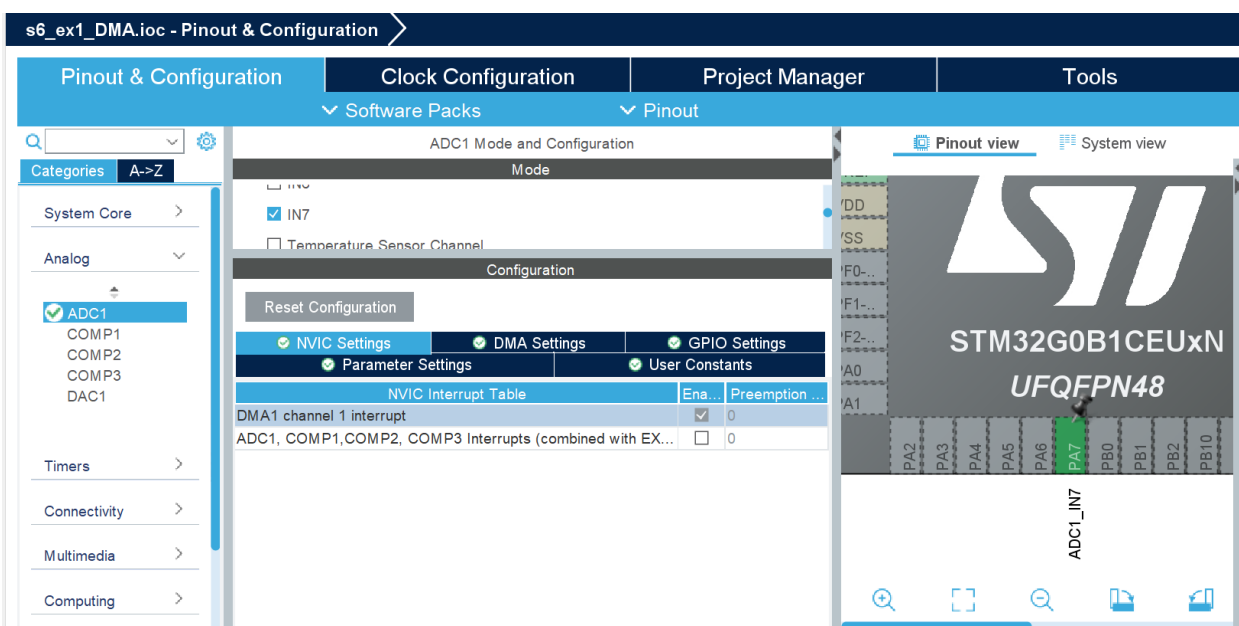 s6_ex1_DMA.ioc - Pinout & Configuration
Pinout & Configuration
Clock Configuration
Project Manager
Tools
Software Packs
Pinout
Categories
A->Z
System Core
Analog
ADC1
COMP1
COMP2
COMP3
DAC1
Timers
Connectivity
Multimedia
Computing
ADC1 Mode and Configuration
Mode
IN7
Temperature Sensor Channel
Configuration
Reset Configuration
NVIC Settings
DMA Settings
GPIO Settings
Parameter Settings
User Constants
NVIC Interrupt Table
Ena...
Preemption ...
DMA1 channel 1 interrupt
0
ADC1, COMP1,COMP2, COMP3 Interrupts (combined with EX...
0
Pinout view
System view
VDD
VSS
PF0-..
PF1-..
PF2-..
PA0
PA1
STM32G0B1CEUxN
UFQFPN48
PA2
PA3
PA4
PA5
PA6
PA7
PB0
PB1
PB2
PB10
ADC1_IN7